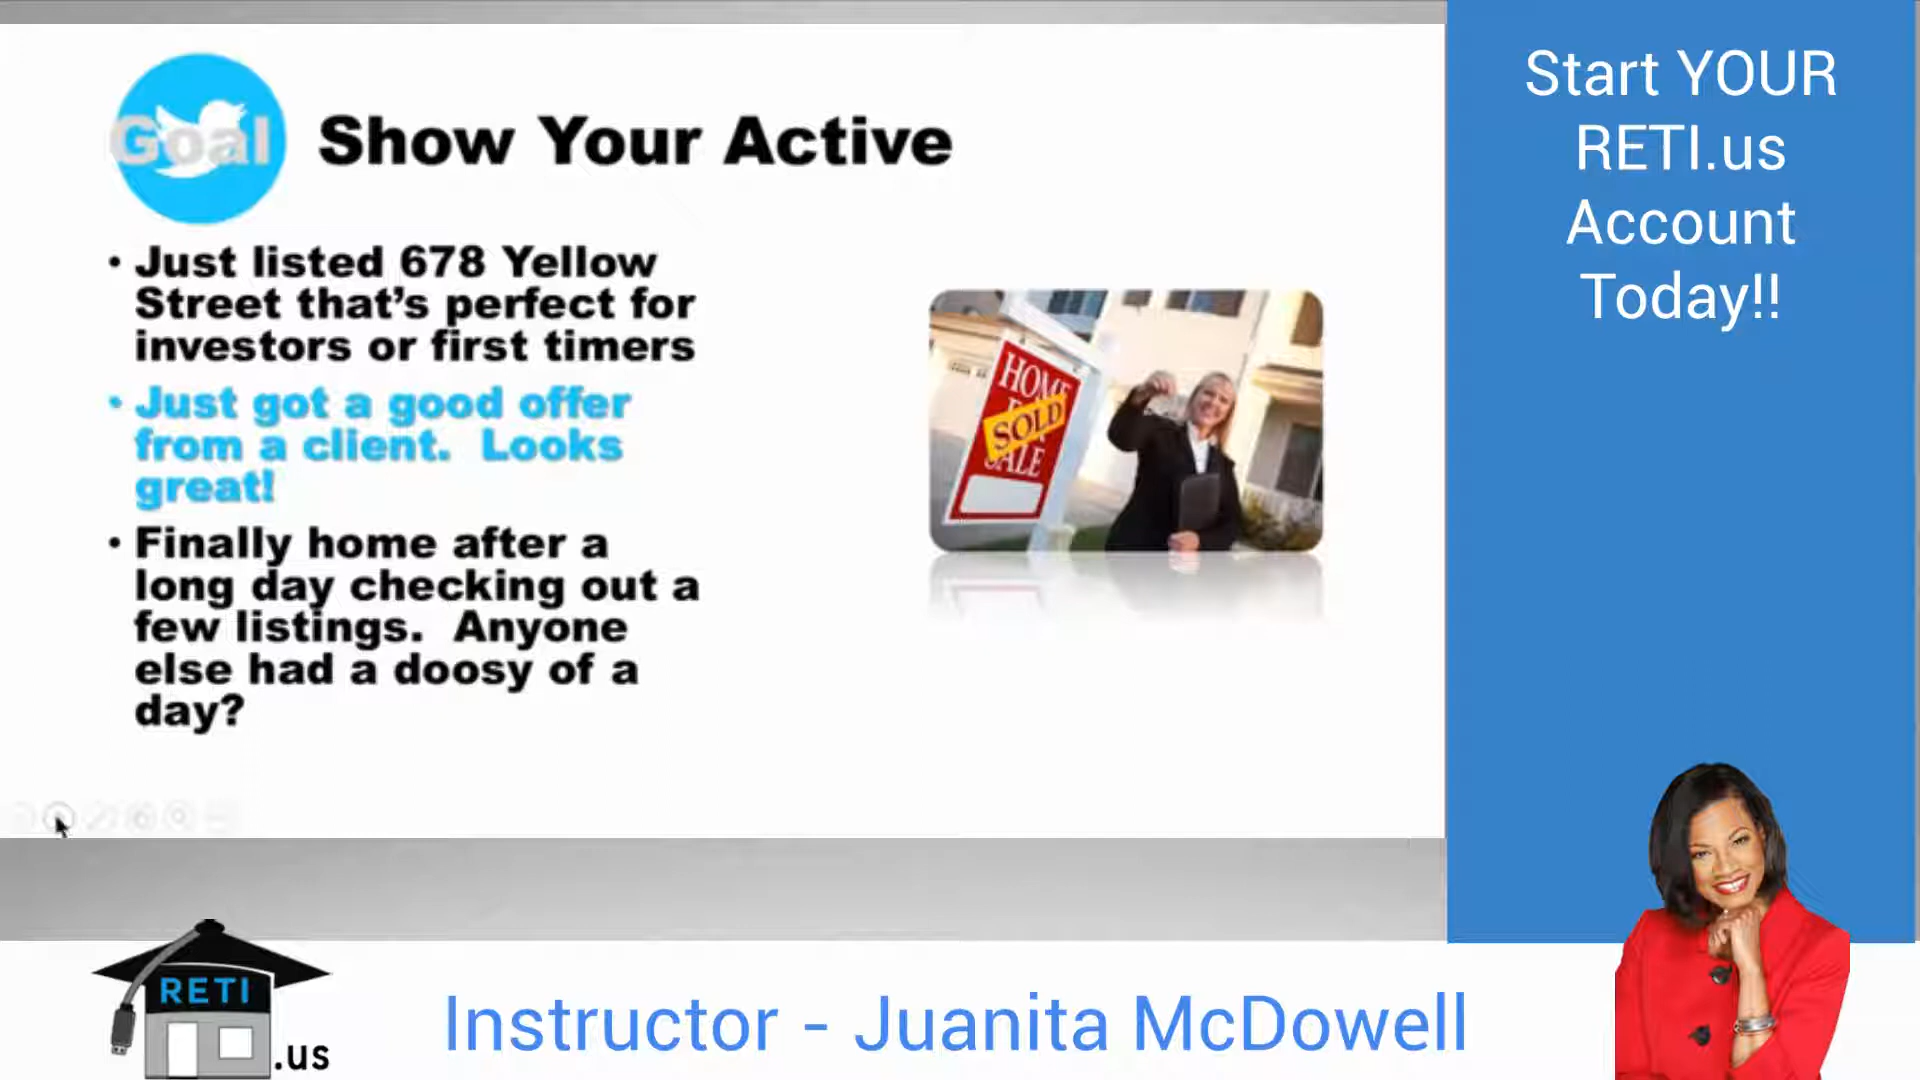 Goal
Show Your Active
• Just listed 678 Yellow
Street that's perfect for
investors or first timers
• Just got a good offer
from a client.  Looks
great!
• Finally home after a
long day checking out a
few listings.  Anyone
else had a doosy of a
day?
HOME
SOLD
SALE
Start YOUR
RETI.us
Account
Today!!
RETI
.us
Instructor - Juanita McDowell